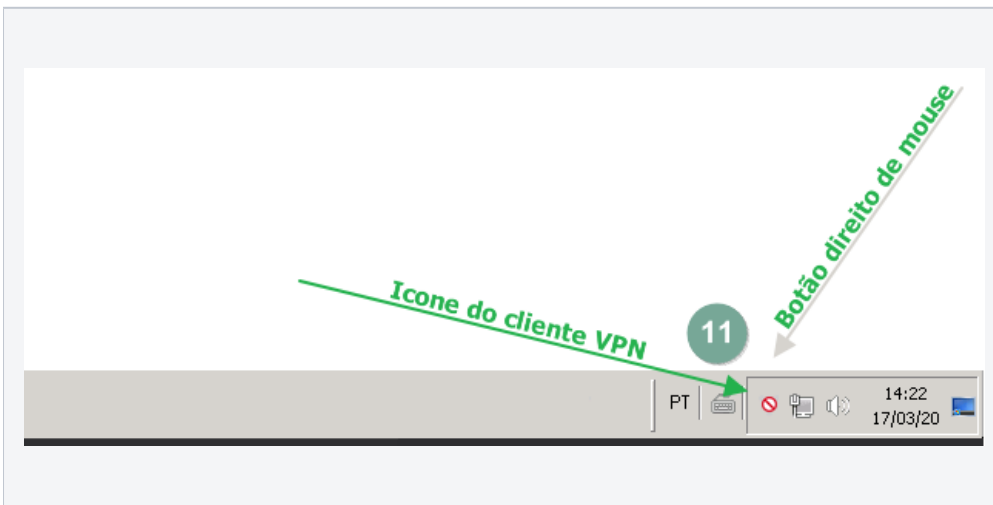 Botão direito de mouse
Icone do cliente VPN
11
PT
14:22
17/03/20